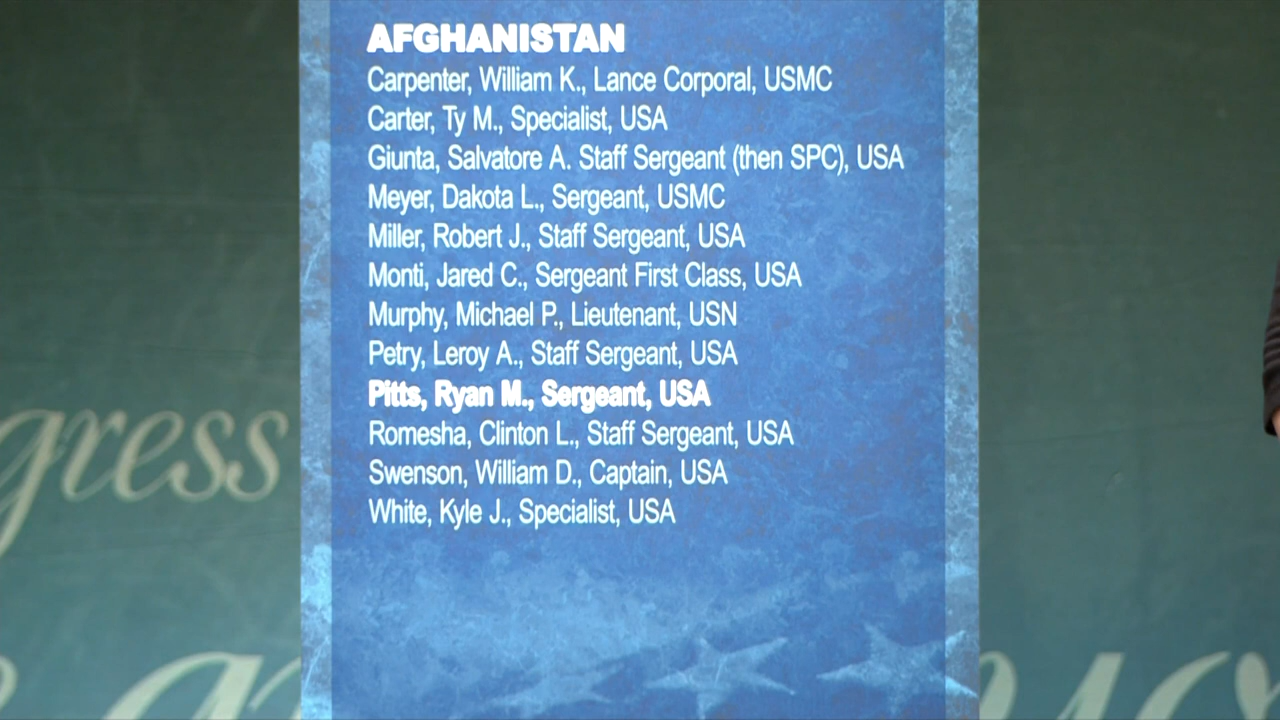 AFGHANISTAN
Carpenter, William K., Lance Corporal, USMC
Carter, Ty M., Specialist, USA
Giunta, Salvatore A. Staff Sergeant (then SPC), USA
Meyer, Dakota L., Sergeant, USMC
Miller, Robert J., Staff Sergeant, USA
Monti, Jared C., Sergeant First Class, USA
Murphy, Michael P., Lieutenant, USN
Petry, Leroy A., Staff Sergeant, USA
Pitts, Ryan M., Sergeant, USA
Romesha, Clinton L., Staff Sergeant, USA
Swenson, William D., Captain, USA
White, Kyle J., Specialist, USA
gress